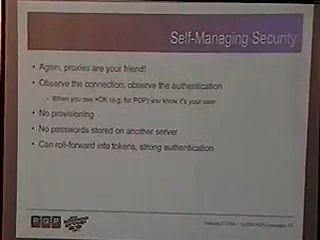 Self-Managing Security
• Again, proxies are your friend!
• Observe the connection, observe the authentication
– When you see +OK (e.g. for POP) you know it's your user
• No provisioning
• No passwords stored on another server
• Can roll-forward into tokens, strong authentication
PGP